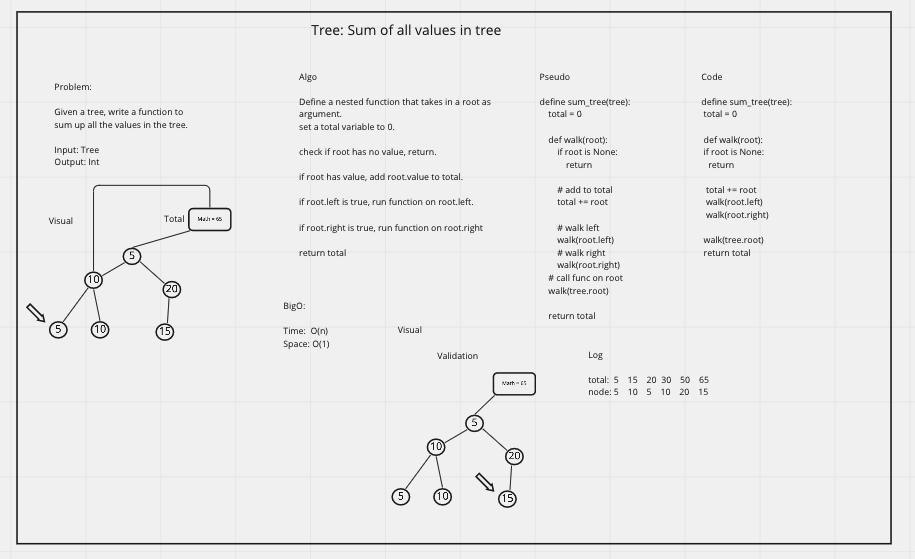 Tree: Sum of all values in tree
Problem:
Given a tree, write a function to
sum up all the values in the tree.
Input: Tree
Output: Int
Visual
Total
Math = 65
5
10
20
5
10
15
Algo
Define a nested function that takes in a root as
argument.
set a total variable to 0.
check if root has no value, return.
if root has value, add root.value to total.
if root.left is true, run function on root.left.
if root.right is true, run function on root.right
return total
BigO:
Time: O(n)
Space: O(1)
Pseudo
define sum_tree(tree):
total = 0
def walk(root):
if root is None:
return
# add to total
total += root
# walk left
walk(root.left)
# walk right
walk(root.right)
# call func on root
walk(tree.root)
return total
Code
define sum_tree(tree):
total = 0
def walk(root):
if root is None:
return
total += root
walk(root.left)
walk(root.right)
walk(tree.root)
return total
Visual
Validation
Math = 65
5
10
20
5
10
15
Log
total: 5 15 20 30 50 65
node: 5 10 5 10 20 15